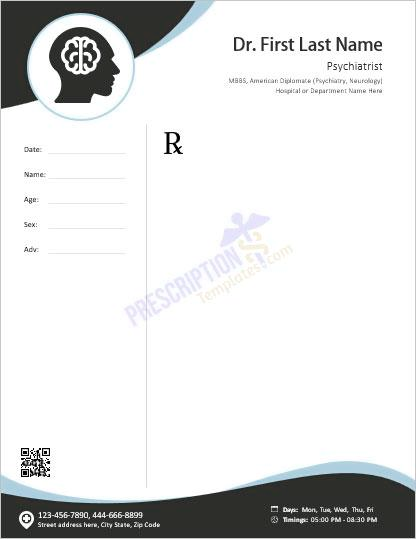 Dr. First Last Name
Psychiatrist
MBBS, American Diplomate (Psychiatry, Neurology)
Hospital or Department Name Here
Date:
Name:
Age:
Sex:
Adv:
℞
PRESCRIPTION
Templates.com
123-456-7890, 444-666-8899
Street address here, City State, Zip Code
Days: Mon, Tue, Wed, Thu, Fri
Timings: 05:00 PM - 08:30 PM